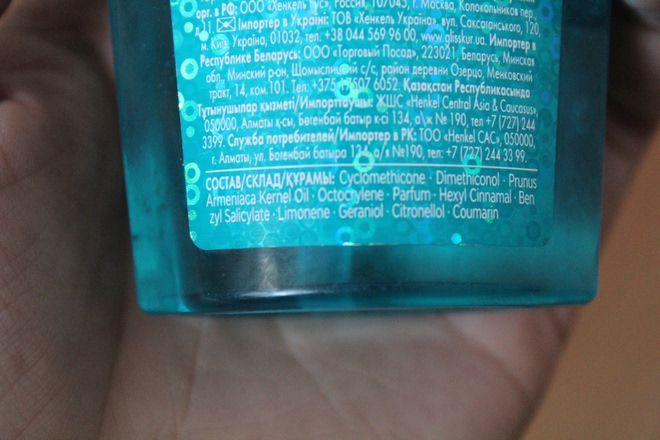 орг. в РФ: ООО «Хенкель Рус», Россия, 107045, г. Москва, Колокольников пер.,
11. Імпортер в Україні: ТОВ «Хенкель Україна», вул. Саксаганського, 120,
м. Київ, Україна, 01032, тел. +38 044 569 96 00, www.glisskur.ua. Импортер в
Республике Беларусь: ООО «Торговый Посад», 223021, Беларусь, Минская
обл., Минский р-он, Щомыслицкий с/с, район деревни Озерцо, Менковский
тракт, 14, ком.101. Тел: +375 17507 6052. Қазақстан Республикасында
Тұтынушылар қызметі/Импорттаушы: ЖШС «Henkel Central Asia & Caucasus»,
050000, Алматы қ-сы, Бөгенбай батыр к-сі 134, а/ж № 190, тел +7 (727) 244
3399. Служба потребителей/Импортер в РК: ТОО «Henkel САС», 050000,
г. Алматы, ул. Богенбай батыра 134, а/я №190, тел: +7 (727) 244 33 99.
СОСТАВ/СКЛАД/ҚҰРАМЫ: Cyclomethicone · Dimethiconol · Prunus
Armeniaca Kernel Oil · Octocrylene · Parfum · Hexyl Cinnamal · Ben
zyl Salicylate · Limonene · Geraniol · Citronellol · Coumarin